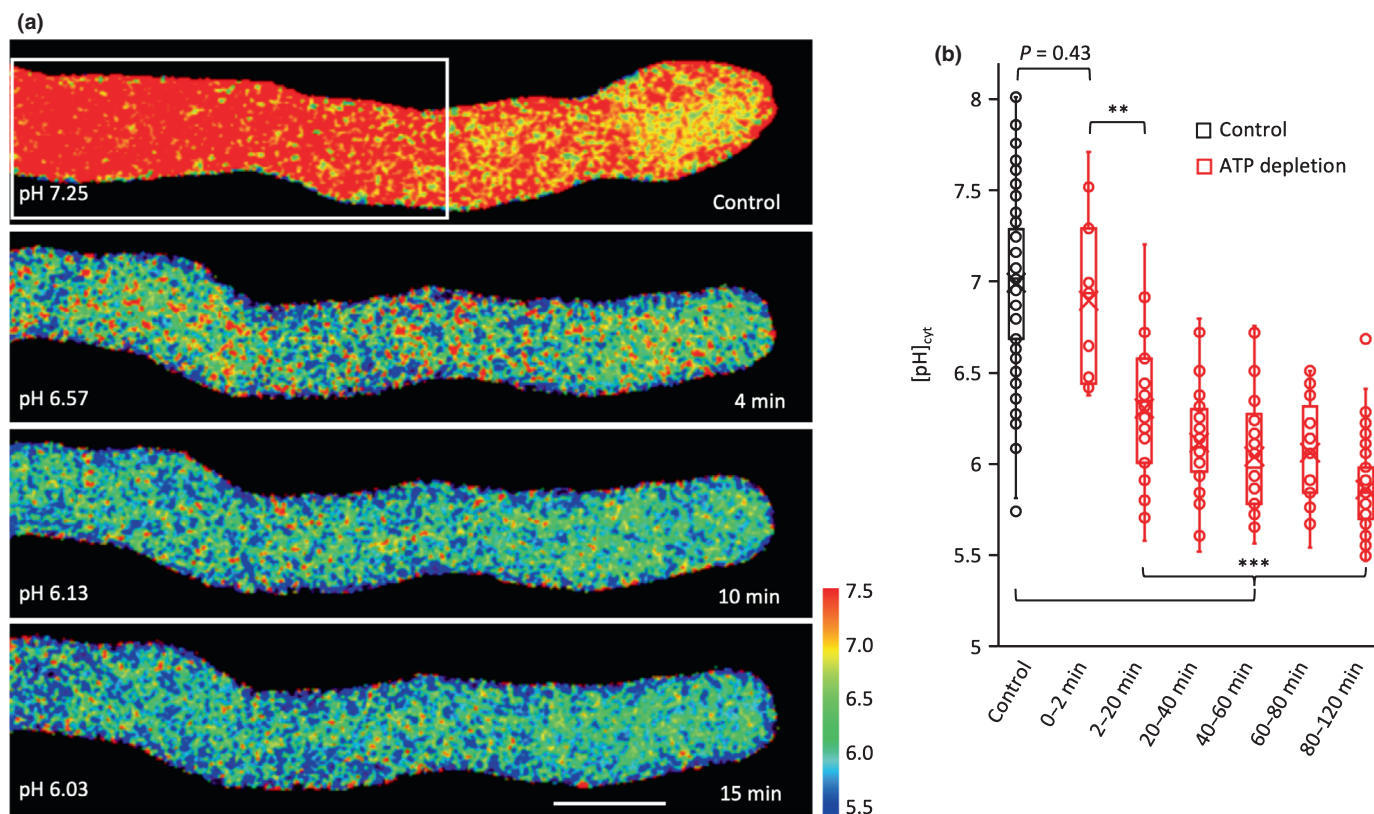 (a)
pH 7.25
Control
pH 6.57
4 min
pH 6.13
10 min
pH 6.03
15 min
7.5
7.0
6.5
6.0
5.5
(b)
P = 0.43
**
Control
ATP depletion
8
7.5
7
6.5
6
5.5
5
[pH]cyt
***
Control
0–2 min
2–20 min
20–40 min
40–60 min
60–80 min
80–120 min